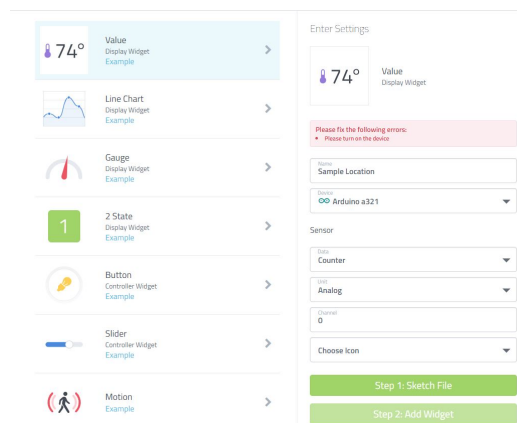 74°
Value
Display Widget
Example
Line Chart
Display Widget
Example
Gauge
Display Widget
Example
1
2 State
Display Widget
Example
Button
Controller Widget
Example
Slider
Controller Widget
Example
Motion
Example
Enter Settings
74°
Value
Display Widget
Please fix the following errors:
• Please turn on the device
Name
Sample Location
Device
Arduino a321
Sensor
Data
Counter
Unit
Analog
Channel
0
Choose Icon
Step 1: Sketch File
Step 2: Add Widget